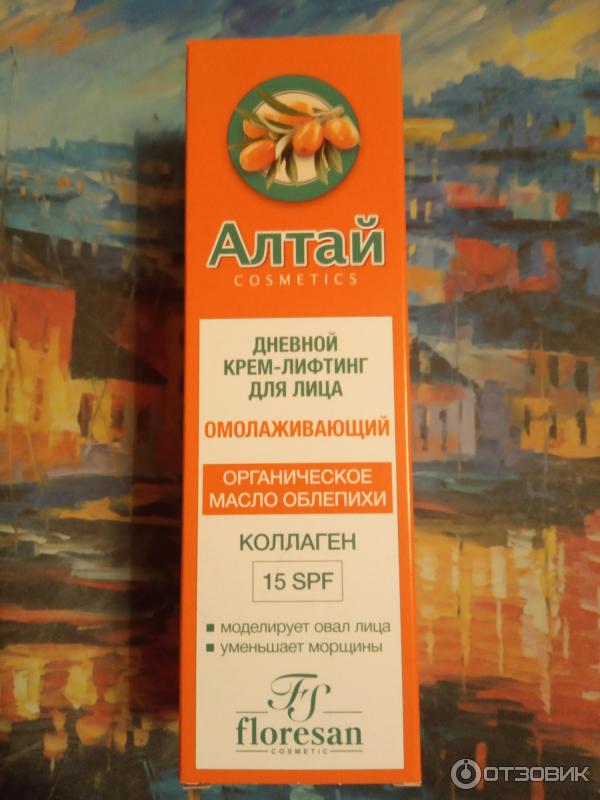 Алтай
COSMETICS
ДНЕВНОЙ
КРЕМ-ЛИФТИНГ
ДЛЯ ЛИЦА
ОМОЛАЖИВАЮЩИЙ
ОРГАНИЧЕСКОЕ
МАСЛО ОБЛЕПИХИ
КОЛЛАГЕН
15 SPF
моделирует овал лица
уменьшает морщины
FS
floresan
COSMETIC
ОТЗОВИК